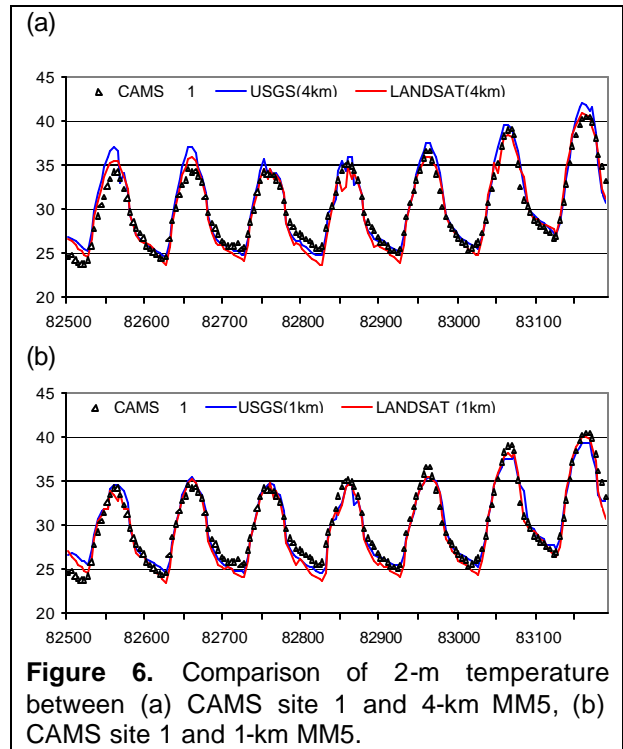 (a)
45
CAMS 1 USGS(4km) LANDSAT(4km)
40
35
30
25
20
82500 82600 82700 82800 82900 83000 83100
(b)
45
CAMS 1 USGS(1km) LANDSAT (1km)
40
35
30
25
20
82500 82600 82700 82800 82900 83000 83100
Figure 6. Comparison of 2-m temperature
between (a) CAMS site 1 and 4-km MM5, (b)
CAMS site 1 and 1-km MM5.